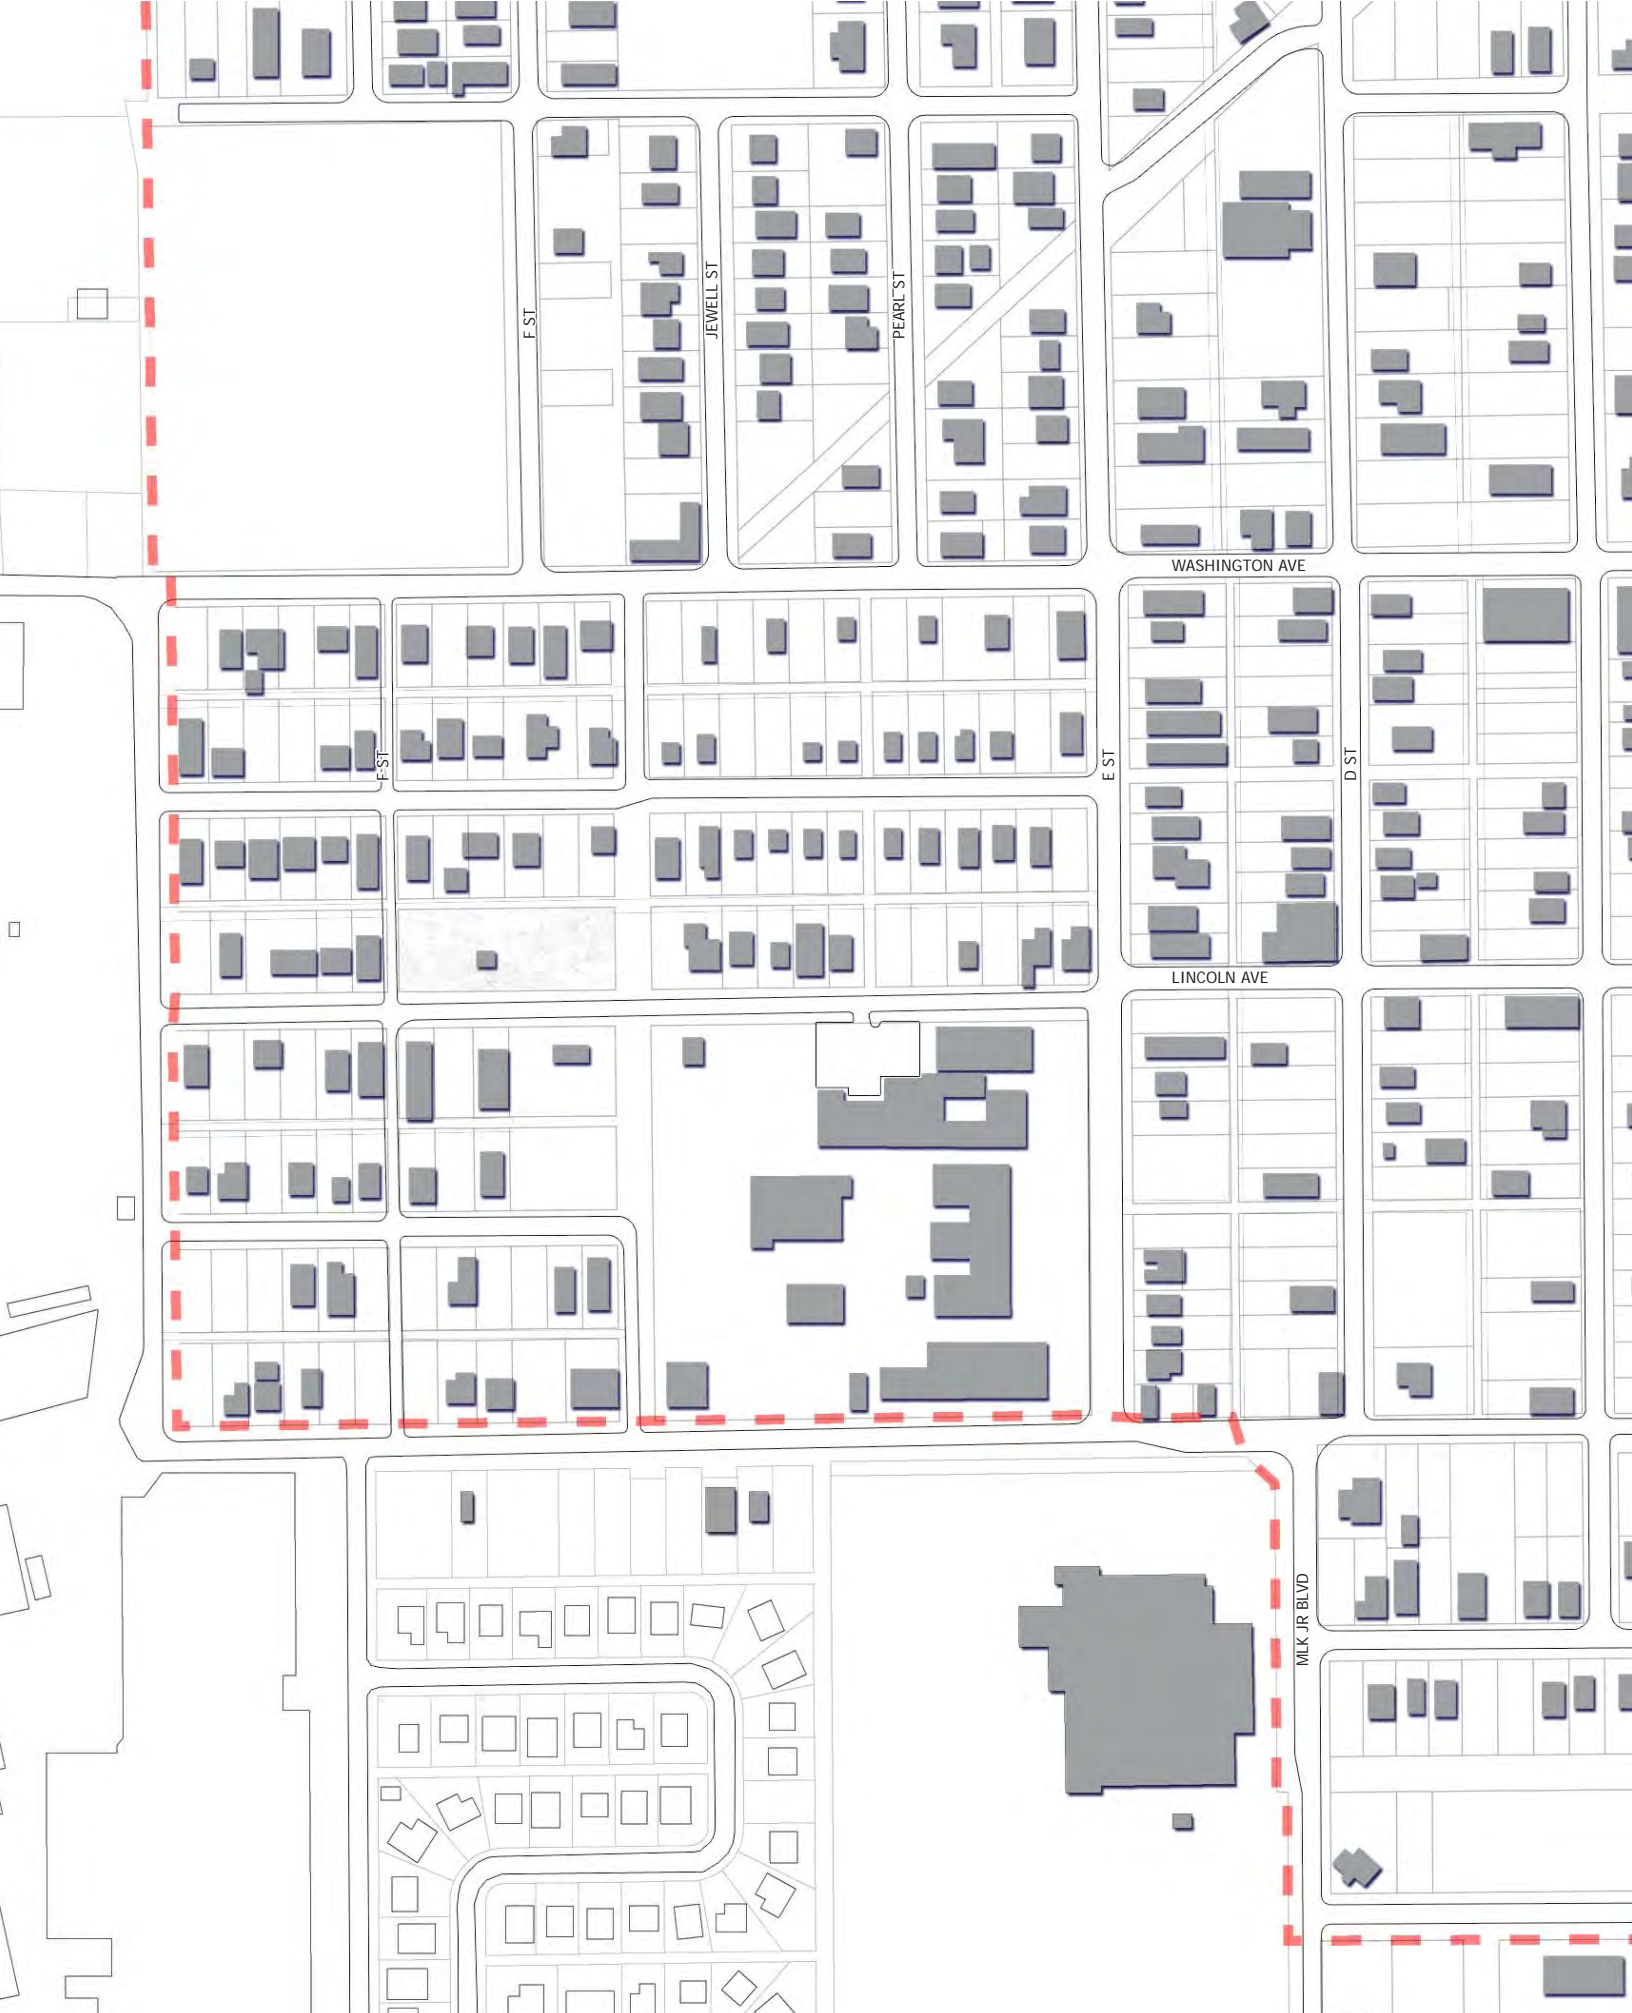 F ST
JEWELL ST
PEARL ST
WASHINGTON AVE
F ST
E ST
D ST
LINCOLN AVE
MLK JR BLVD